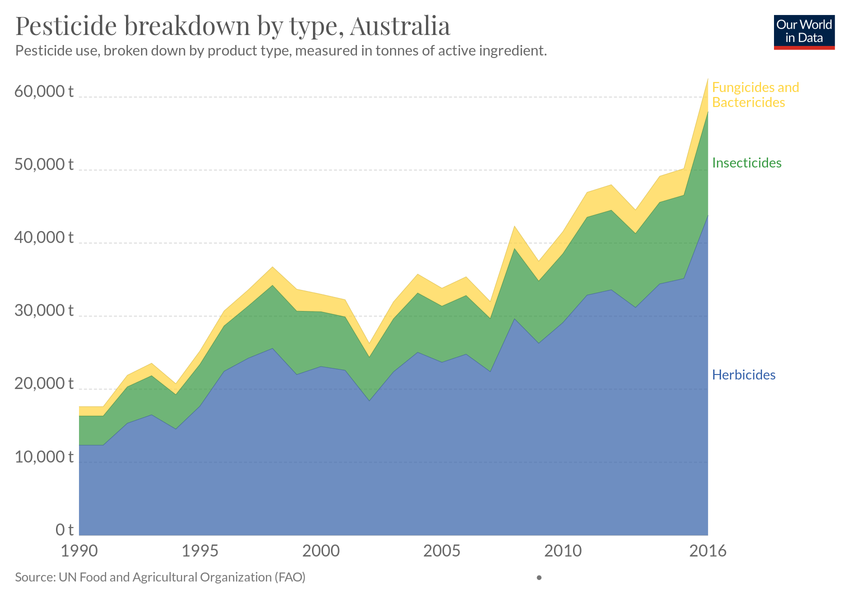 Pesticide breakdown by type, Australia
Our World
in Data
Pesticide use, broken down by product type, measured in tonnes of active ingredient.
60,000 t
Fungicides and
Bactericides
50,000 t
Insecticides
40,000 t
30,000 t
20,000 t
Herbicides
10,000 t
0 t
1990 1995 2000 2005 2010 2016
Source: UN Food and Agricultural Organization (FAO)